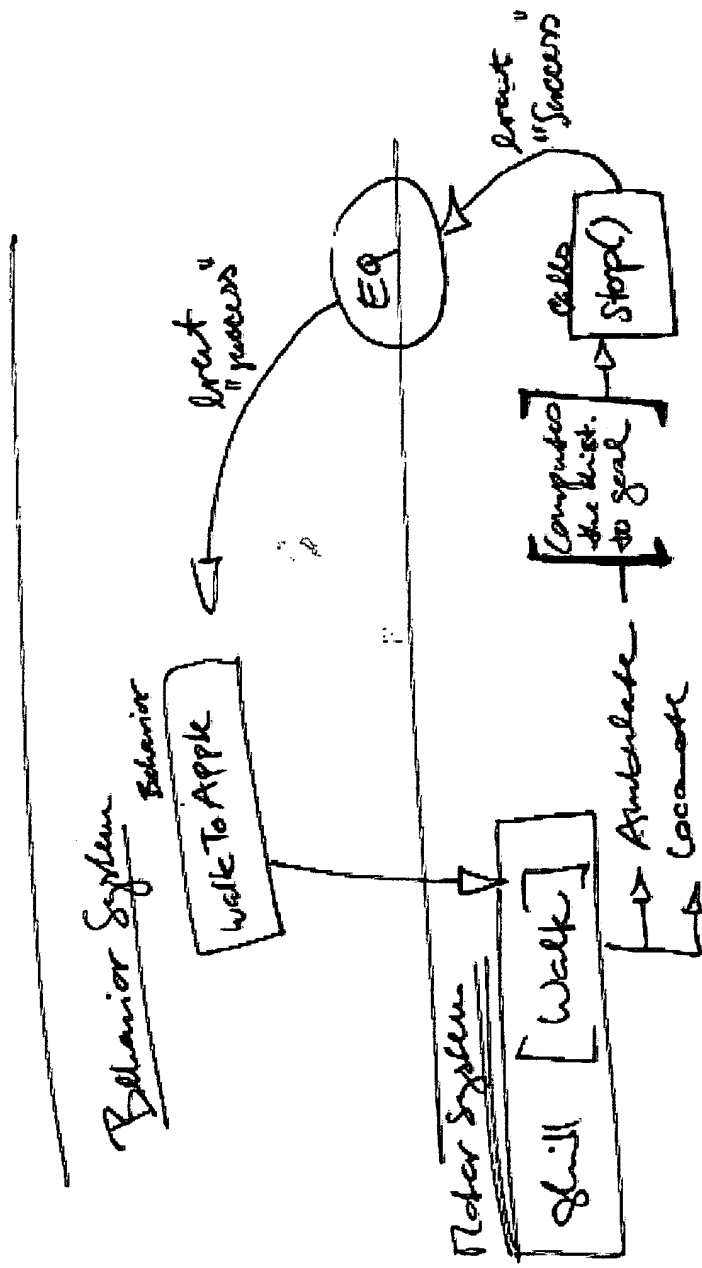 Behavior System
Behavior
Walk To Apple
Event
"success"
EQ
Motor System
Skill [Walk]
Ambulate
Locomote
Computes
the dist.
to goal
calls
Stop()
Event
"Success"